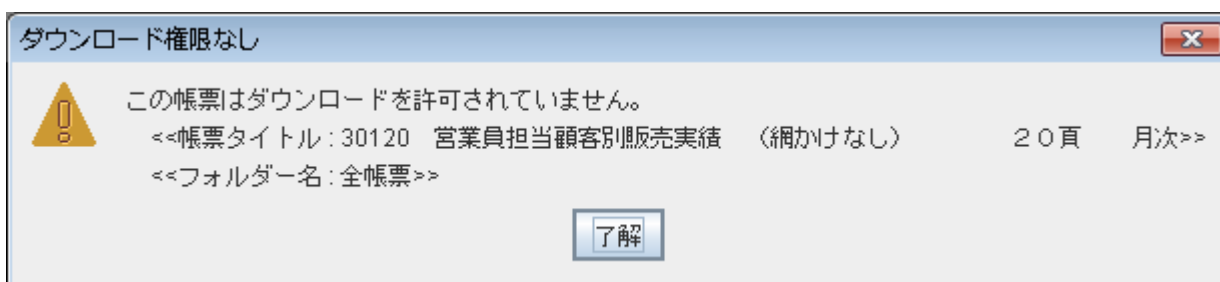 ダウンロード権限なし
この帳票はダウンロードを許可されていません。
<<帳票タイトル : 30120　営業員担当顧客別販売実績　　（網かけなし）　　　　　２０頁　　月次>>
<<フォルダー名 : 全帳票>>
了解